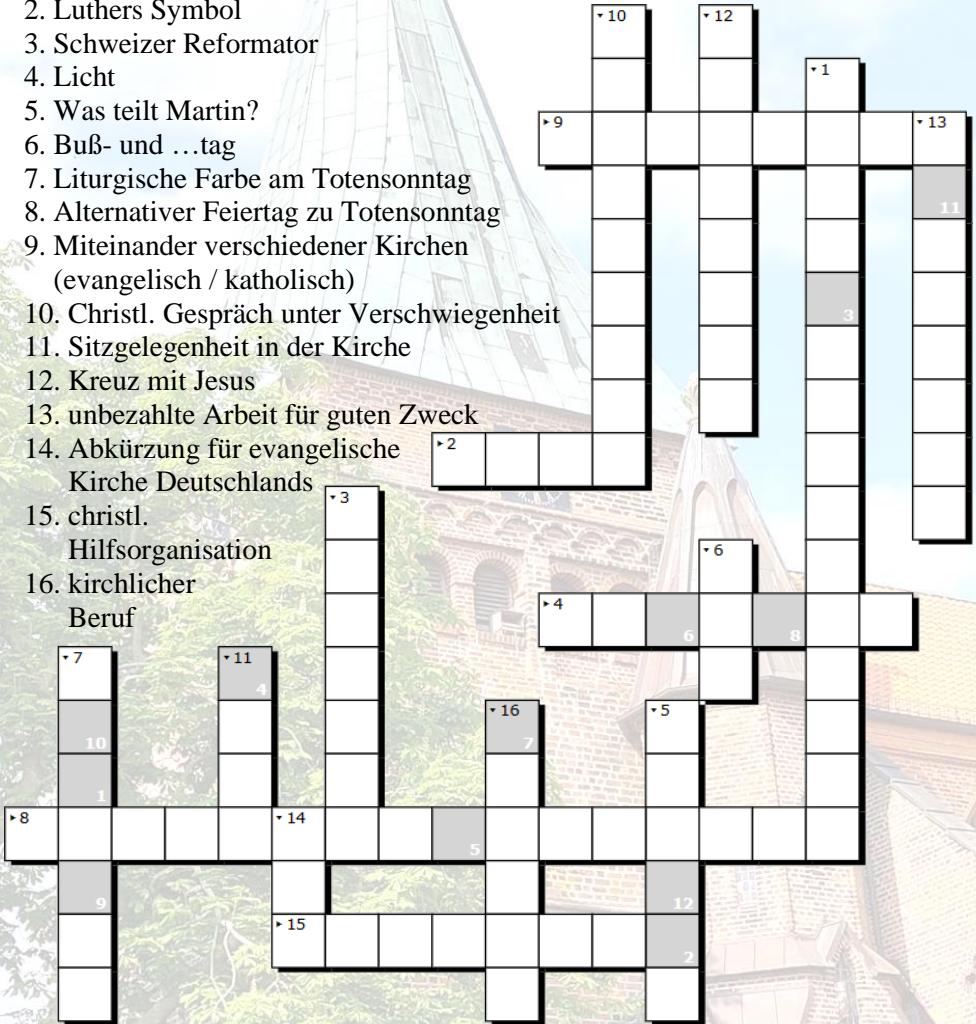 2. Luthers Symbol
3. Schweizer Reformator
4. Licht
5. Was teilt Martin?
6. Buß- und …tag
7. Liturgische Farbe am Totensonntag
8. Alternativer Feiertag zu Totensonntag
9. Miteinander verschiedener Kirchen
(evangelisch / katholisch)
10. Christl. Gespräch unter Verschwiegenheit
11. Sitzgelegenheit in der Kirche
12. Kreuz mit Jesus
13. unbezahlte Arbeit für guten Zweck
14. Abkürzung für evangelische
Kirche Deutschlands
15. christl.
Hilfsorganisation
16. kirchlicher
Beruf
10 12
1
9 13
11
3
2
3
6
4 6 8
7 11
4
16 5
10 7
1
8 14 5
9 12
15 2